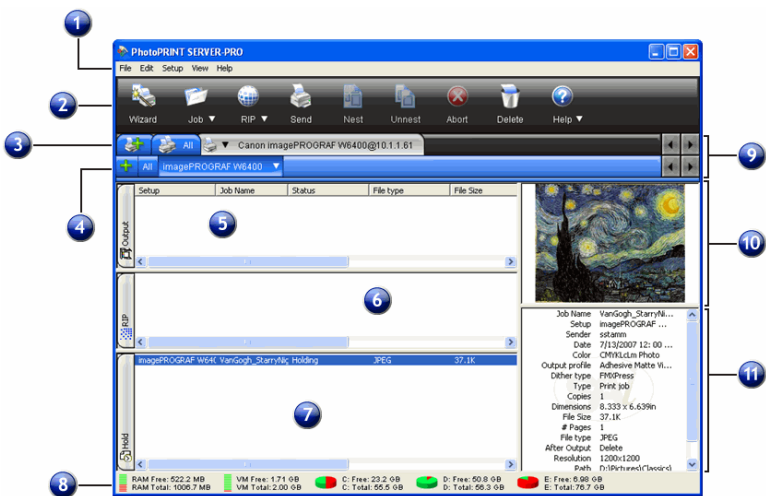 1
PhotoPRINT SERVER-PRO
File Edit Setup View Help
2
Wizard Job RIP Send Nest Unnest Abort Delete Help
3
All Canon imagePROGRAF W6400@10.1.1.61
9
4
All imagePROGRAF W6400
Setup Job Name Status File type File Size
5
Output
10
6
RIP
imagePROGRAF W64( VanGogh_StarryNig Holding JPEG 37.1K
7
Hold
Job Name VanGogh_StarryNi...
Setup imagePROGRAF ...
Sender sstamm
Date 7/13/2007 12: 00 ...
Color CMYKLcLm Photo
Output profile Adhesive Matte Vi...
Dither type FMXPress
Type Print job
Copies 1
Dimensions 8.333 x 6.639in
File Size 37.1K
# Pages 1
File type JPEG
After Output Delete
Resolution 1200x1200
Path D:\Pictures\Classics\
11
8
RAM Free: 522.2 MB VM Free: 1.71 GB C: Free: 23.2 GB D: Free: 50.8 GB E: Free: 6.98 GB
RAM Total: 1006.7 MB VM Total: 2.00 GB C: Total: 55.5 GB D: Total: 56.3 GB E: Total: 76.7 GB